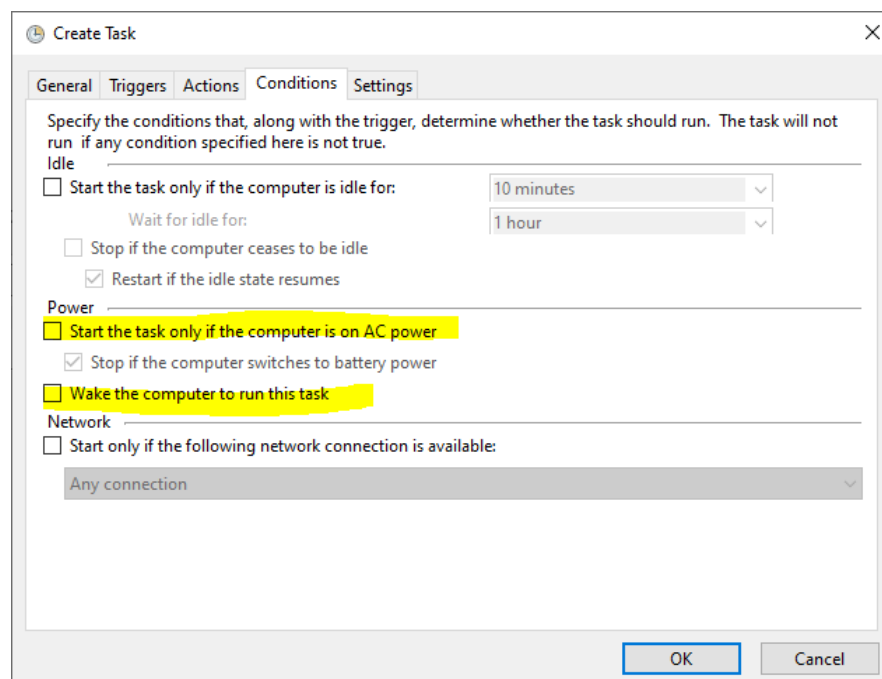 Create Task
General Triggers Actions Conditions Settings
Specify the conditions that, along with the trigger, determine whether the task should run. The task will not
run if any condition specified here is not true.
Idle
Start the task only if the computer is idle for: 10 minutes
Wait for idle for: 1 hour
Stop if the computer ceases to be idle
Restart if the idle state resumes
Power
Start the task only if the computer is on AC power
Stop if the computer switches to battery power
Wake the computer to run this task
Network
Start only if the following network connection is available:
Any connection
OK Cancel